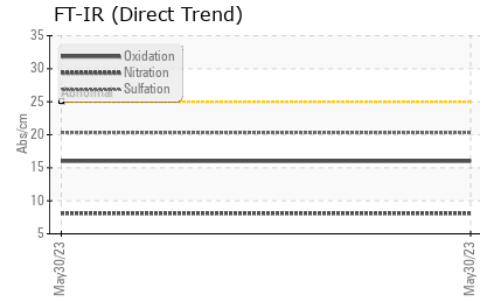 FT-IR (Direct Trend)
35
30
25
20
15
10
5
Abs/cm
Oxidation
Nitration
Sulfation
Abnormal
May30/23
May30/23